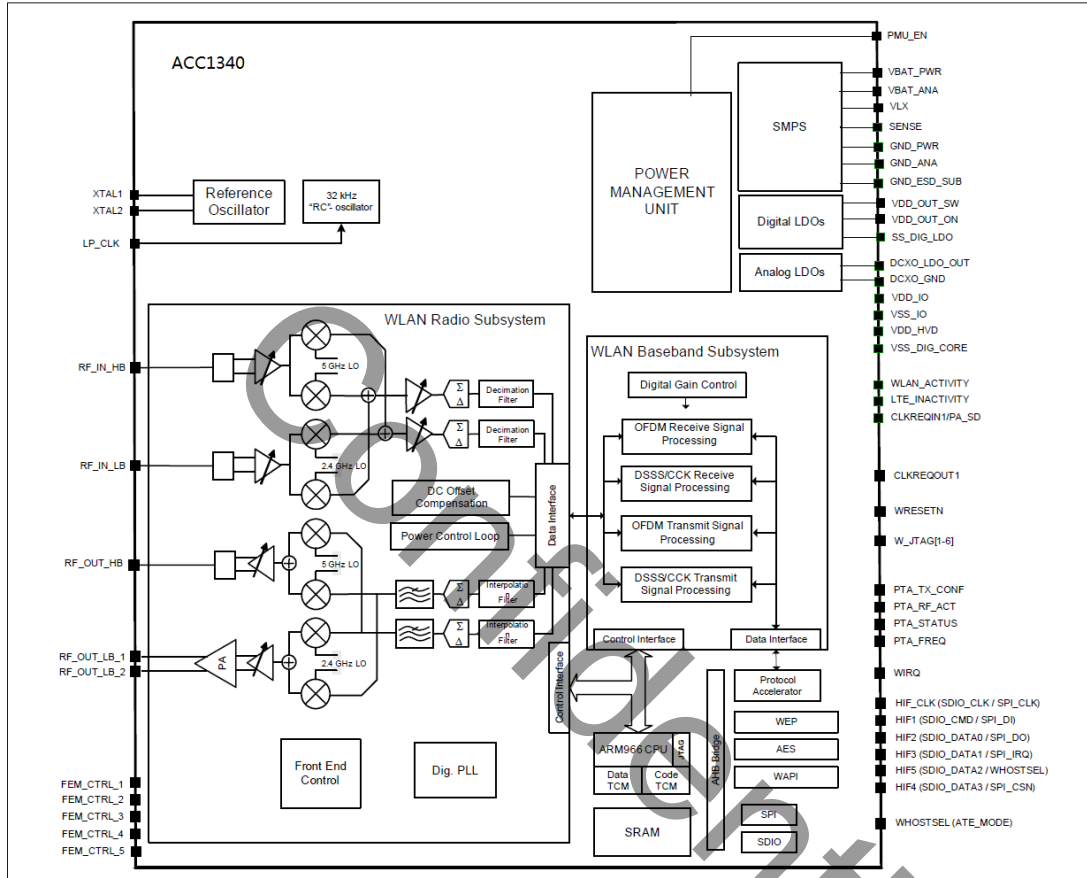 ACC1340
PMU_EN
VBAT_PWR
VBAT_ANA
VLX
SENSE
GND_PWR
GND_ANA
GND_ESD_SUB
VDD_OUT_SW
VDD_OUT_ON
SS_DIG_LDO
DCXO_LDO_OUT
DCXO_GND
VDD_IO
VSS_IO
VDD_HVD
VSS_DIG_CORE
WLAN_ACTIVITY
LTE_INACTIVITY
CLKREQIN1/PA_SD
CLKREQOUT1
WRESETN
W_JTAG[1-6]
PTA_TX_CONF
PTA_RF_ACT
PTA_STATUS
PTA_FREQ
WIRQ
HIF_CLK (SDIO_CLK / SPI_CLK)
HIF1 (SDIO_CMD / SPI_DI)
HIF2 (SDIO_DATA0 / SPI_DO)
HIF3 (SDIO_DATA1 / SPI_IRQ)
HIF5 (SDIO_DATA2 / WHOSTSEL)
HIF4 (SDIO_DATA3 / SPI_CSN)
WHOSTSEL (ATE_MODE)
SMPS
POWER
MANAGEMENT
UNIT
Digital LDOs
Analog LDOs
XTAL1
XTAL2
LP_CLK
Reference
Oscillator
32 kHz
“RC”- oscillator
RF_IN_HB
RF_IN_LB
RF_OUT_HB
RF_OUT_LB_1
RF_OUT_LB_2
FEM_CTRL_1
FEM_CTRL_2
FEM_CTRL_3
FEM_CTRL_4
FEM_CTRL_5
WLAN Radio Subsystem
5 GHz LO
2.4 GHz LO
5 GHz LO
2.4 GHz LO
PA
Σ
Δ
Decimation
Filter
Σ
Δ
Decimation
Filter
DC Offset
Compensation
Power Control Loop
Data Interface
Σ
Δ
Interpolatio
n
Filter
Σ
Δ
Interpolatio
n
Filter
Control Interface
Front End
Control
Dig. PLL
WLAN Baseband Subsystem
Digital Gain Control
OFDM Receive Signal
Processing
DSSS/CCK Receive
Signal Processing
OFDM Transmit Signal
Processing
DSSS/CCK Transmit
Signal Processing
Control Interface
Data Interface
Protocol
Accelerator
WEP
AES
WAPI
SPI
SDIO
AHB Bridge
ARM966 CPU
JTAG
Data
TCM
Code
TCM
SRAM
Confidenti